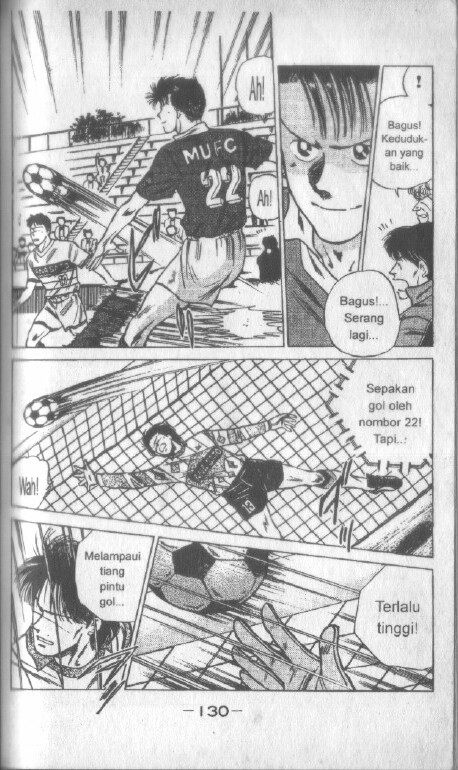 !
Bagus!
Keduduk-
an yang
baik...
Bagus!...
Serang
lagi...
Ah!
Ah!
MUFC
22
Sepakan
gol oleh
nombor 22!
Tapi...
Wah!
Terlalu
tinggi!
Melampaui
tiang
pintu
gol...
－130－